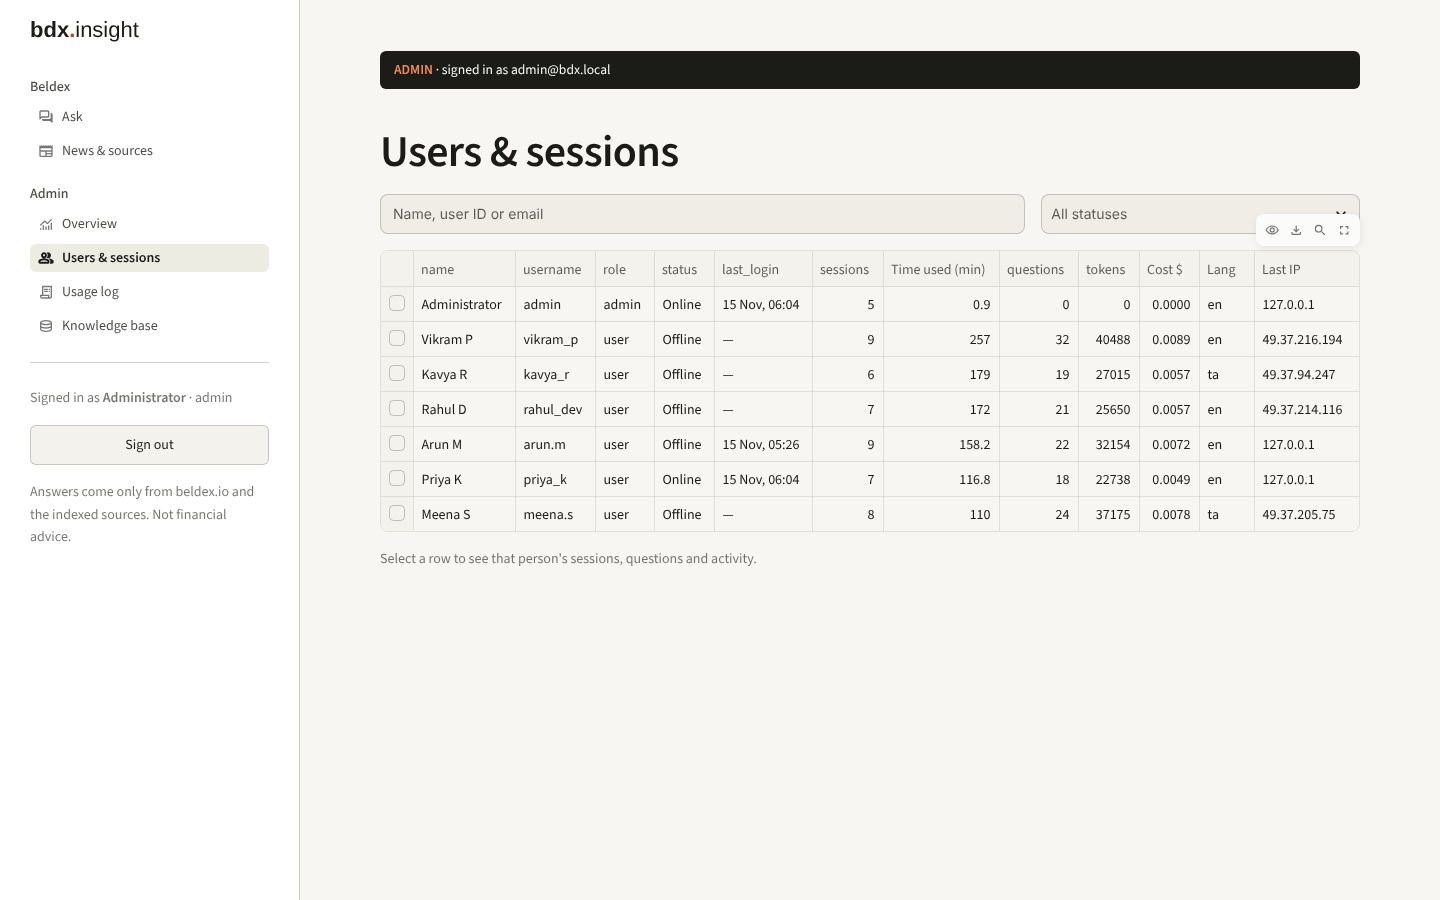 bdx.insight
Beldex
Ask
News & sources
Admin
Overview
Users & sessions
Usage log
Knowledge base
Signed in as Administrator · admin
Sign out
Answers come only from beldex.io and
the indexed sources. Not financial
advice.
ADMIN · signed in as admin@bdx.local
Users & sessions
Name, user ID or email All statuses
name username role status last_login sessions Time used (min) questions tokens Cost $ Lang Last IP
Administrator admin admin Online 15 Nov, 06:04 5 0.9 0 0 0.0000 en 127.0.0.1
Vikram P vikram_p user Offline — 9 257 32 40488 0.0089 en 49.37.216.194
Kavya R kavya_r user Offline — 6 179 19 27015 0.0057 ta 49.37.94.247
Rahul D rahul_dev user Offline — 7 172 21 25650 0.0057 en 49.37.214.116
Arun M arun.m user Offline 15 Nov, 05:26 9 158.2 22 32154 0.0072 en 127.0.0.1
Priya K priya_k user Online 15 Nov, 06:04 7 116.8 18 22738 0.0049 en 127.0.0.1
Meena S meena.s user Offline — 8 110 24 37175 0.0078 ta 49.37.205.75
Select a row to see that person's sessions, questions and activity.